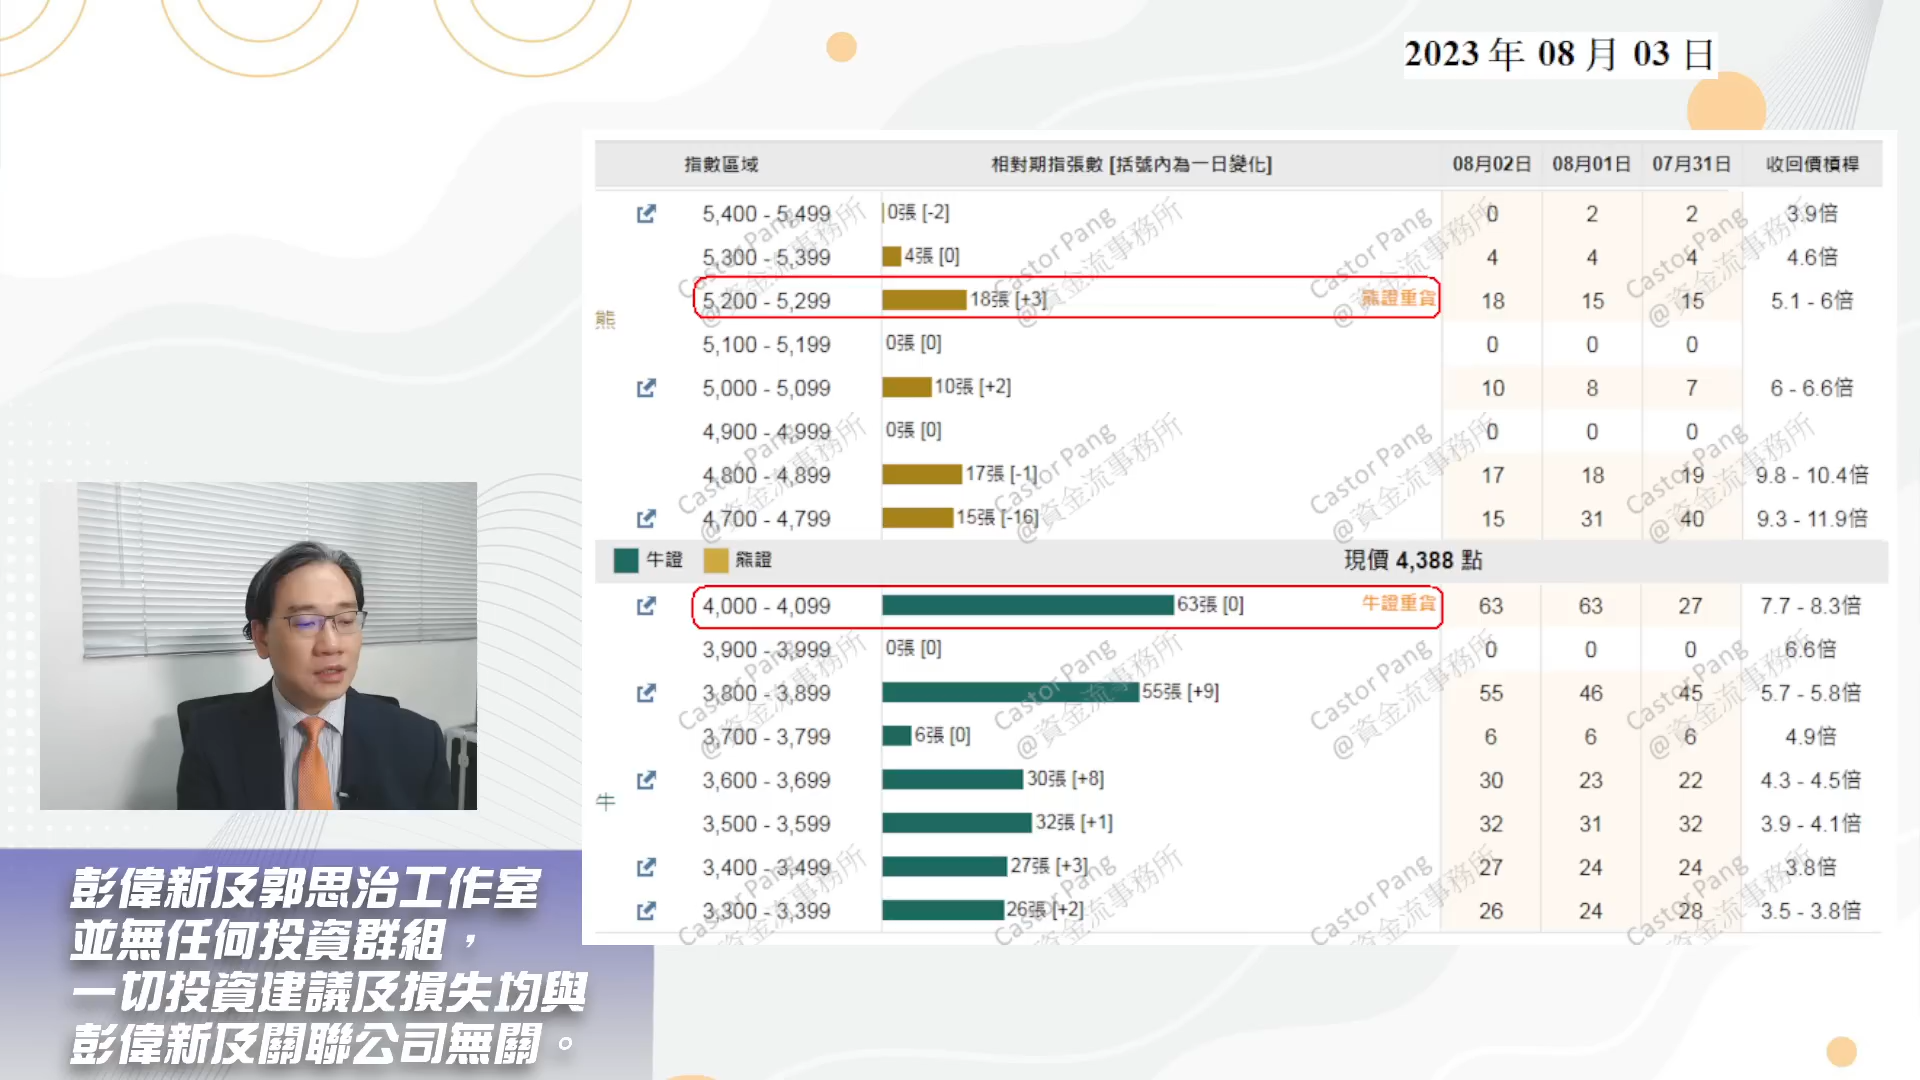 2023 年 08 月 03 日
指數區域 相對期指張數 [括號內為一日變化] 08月02日 08月01日 07月31日 收回價槓桿
5,400 - 5,499 0張 [-2] 0 2 2 3.9倍
5,300 - 5,399 4張 [0] 4 4 4 4.6倍
5,200 - 5,299 18張 [+3] 熊證重貨 18 15 15 5.1 - 6倍
熊
5,100 - 5,199 0張 [0] 0 0 0
5,000 - 5,099 10張 [+2] 10 8 7 6 - 6.6倍
4,900 - 4,999 0張 [0] 0 0 0
4,800 - 4,899 17張 [-1] 17 18 19 9.8 - 10.4倍
4,700 - 4,799 15張 [-16] 15 31 40 9.3 - 11.9倍
牛證 熊證 現價 4,388 點
4,000 - 4,099 63張 [0] 牛證重貨 63 63 27 7.7 - 8.3倍
3,900 - 3,999 0張 [0] 0 0 0 6.6倍
3,800 - 3,899 55張 [+9] 55 46 45 5.7 - 5.8倍
3,700 - 3,799 6張 [0] 6 6 6 4.9倍
3,600 - 3,699 30張 [+8] 30 23 22 4.3 - 4.5倍
牛
3,500 - 3,599 32張 [+1] 32 31 32 3.9 - 4.1倍
3,400 - 3,499 27張 [+3] 27 24 24 3.8倍
3,300 - 3,399 26張 [+2] 26 24 28 3.5 - 3.8倍
Castor Pang
@資金流事務所
彭偉新及郭思治工作室
並無任何投資群組，
一切投資建議及損失均與
彭偉新及關聯公司無關。